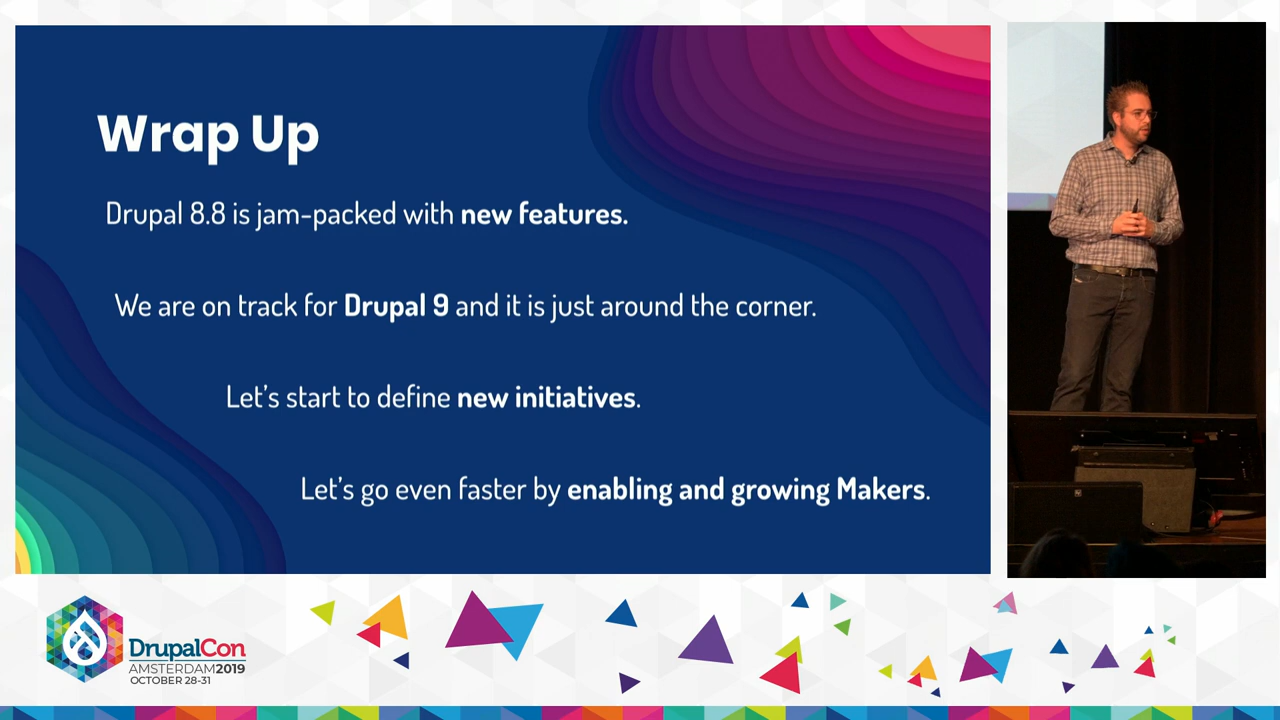 Wrap Up
Drupal 8.8 is jam-packed with new features.
We are on track for Drupal 9 and it is just around the corner.
Let's start to define new initiatives.
Let's go even faster by enabling and growing Makers.
DrupalCon
AMSTERDAM2019
OCTOBER 28-31